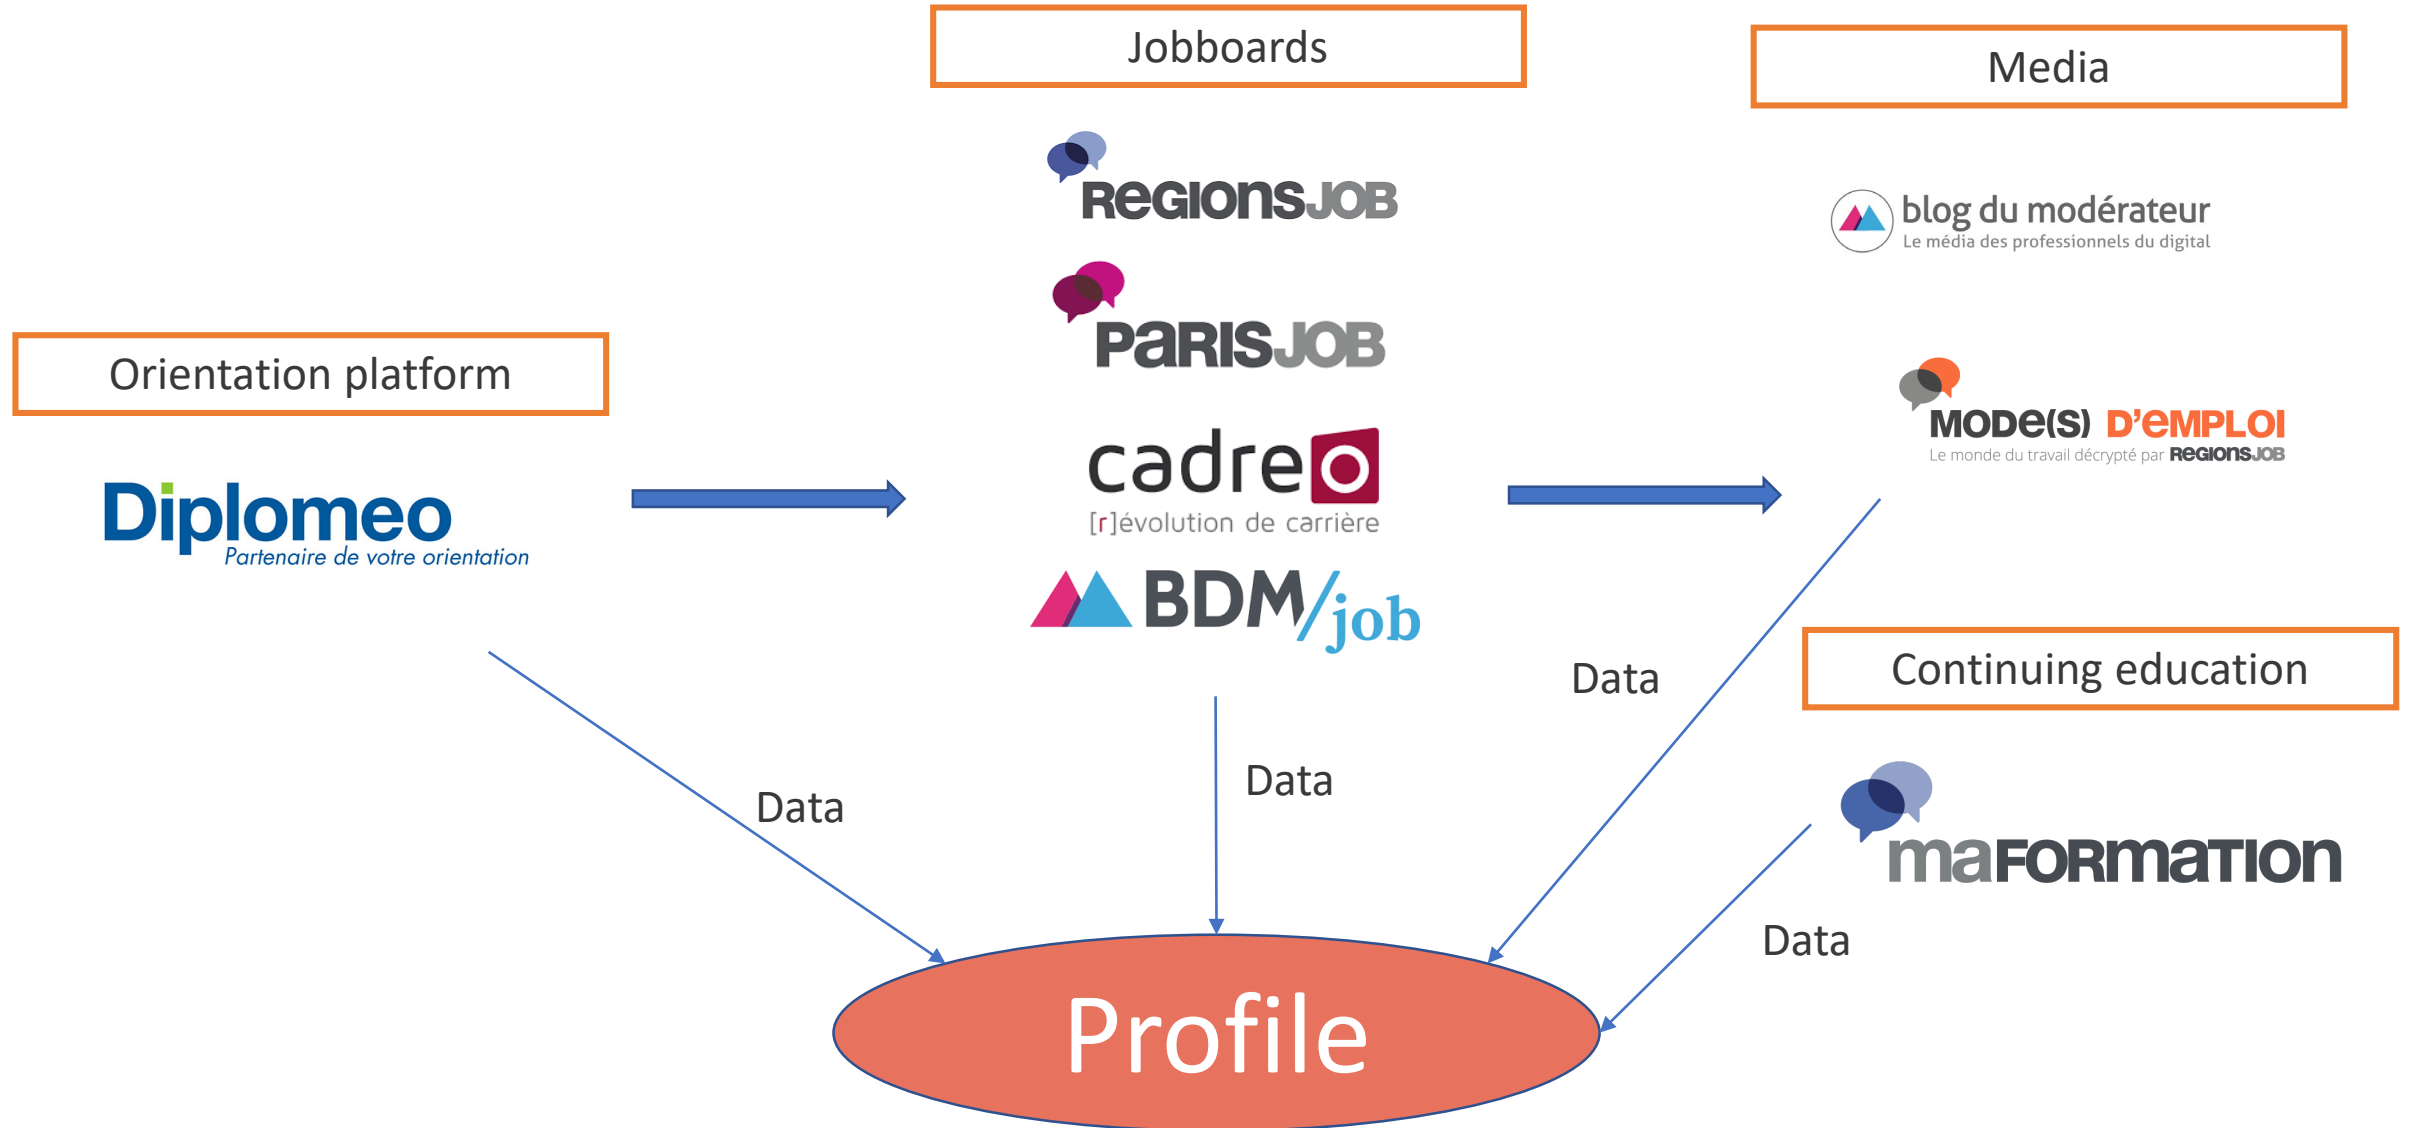 Jobboards
Media
REGIONSJOB
blog du modérateur
Le média des professionnels du digital
PARISJOB
Orientation platform
MODE(S) D'EMPLOI
Le monde du travail décrypté par REGIONSJOB
cadreo
[r]évolution de carrière
Diplomeo
Partenaire de votre orientation
BDM/job
Data
Continuing education
Data
Data
maFORMATION
Data
Profile